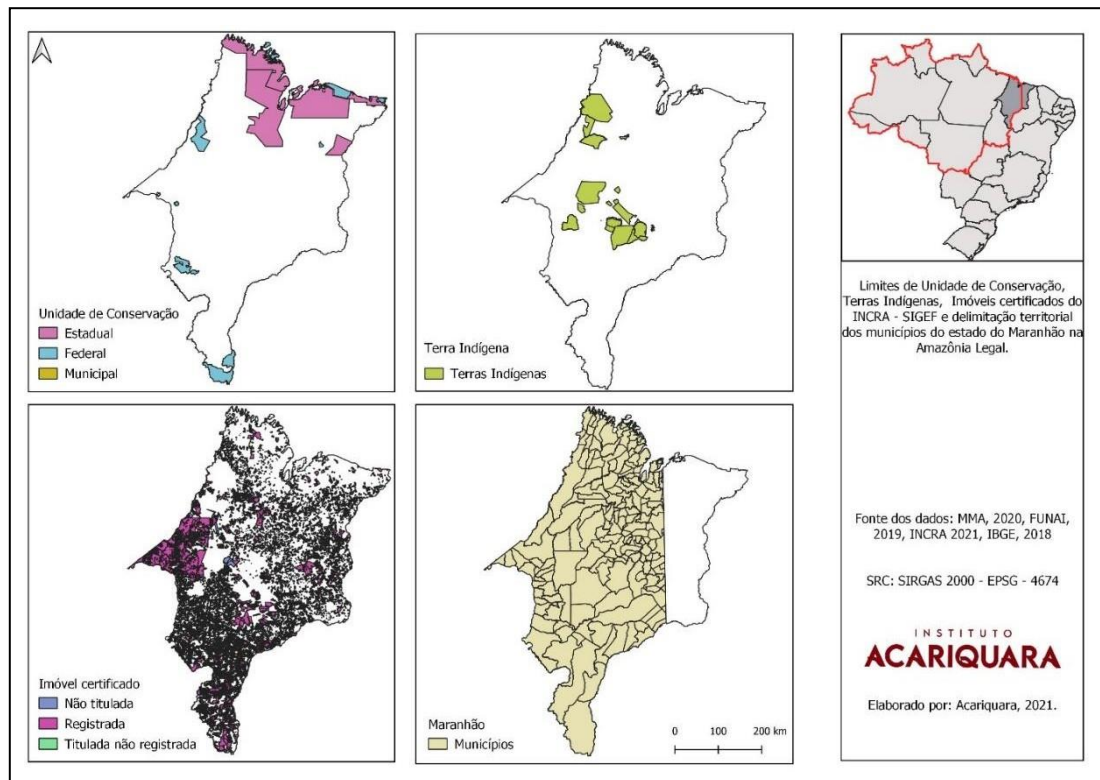 Unidade de Conservação
Estadual
Federal
Municipal
Terra Indígena
Terras Indígenas
Imóvel certificado
Não titulada
Registrada
Titulada não registrada
Maranhão
Municípios
0 100 200 km
Limites de Unidade de Conservação,
Terras Indígenas, Imóveis certificados do
INCRA - SIGEF e delimitação territorial
dos municípios do estado do Maranhão na
Amazônia Legal.
Fonte dos dados: MMA, 2020, FUNAI,
2019, INCRA 2021, IBGE, 2018
SRC: SIRGAS 2000 - EPSG - 4674
INSTITUTO
ACARIQUARA
Elaborado por: Acariquara, 2021.